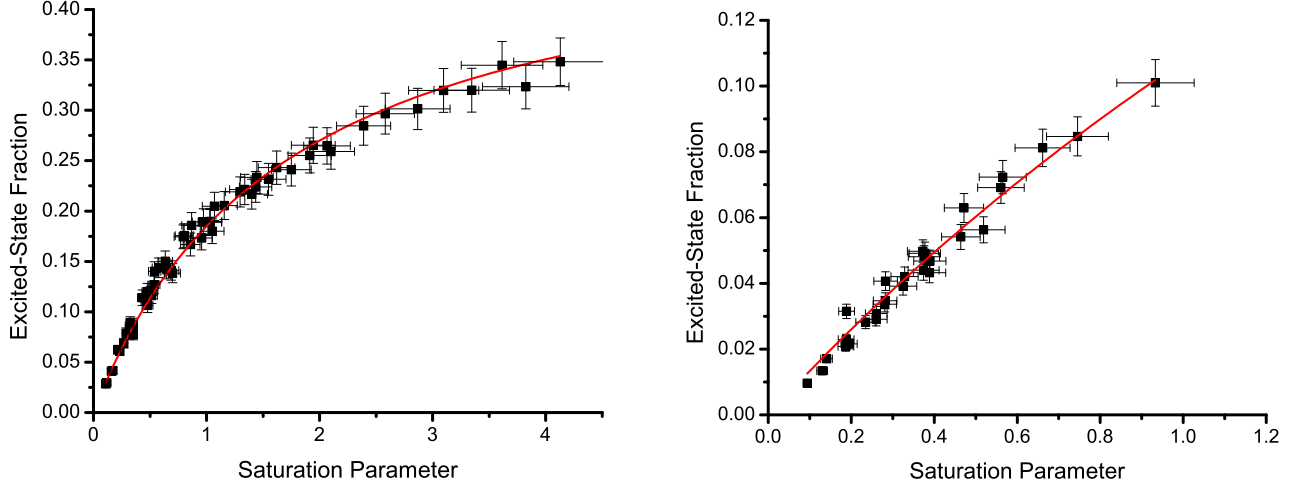 0.40
0.35
0.30
0.25
0.20
0.15
0.10
0.05
0.00
Excited-State Fraction
0 1 2 3 4
Saturation Parameter
0.12
0.10
0.08
0.06
0.04
0.02
0.00
Excited-State Fraction
0.0 0.2 0.4 0.6 0.8 1.0 1.2
Saturation Parameter